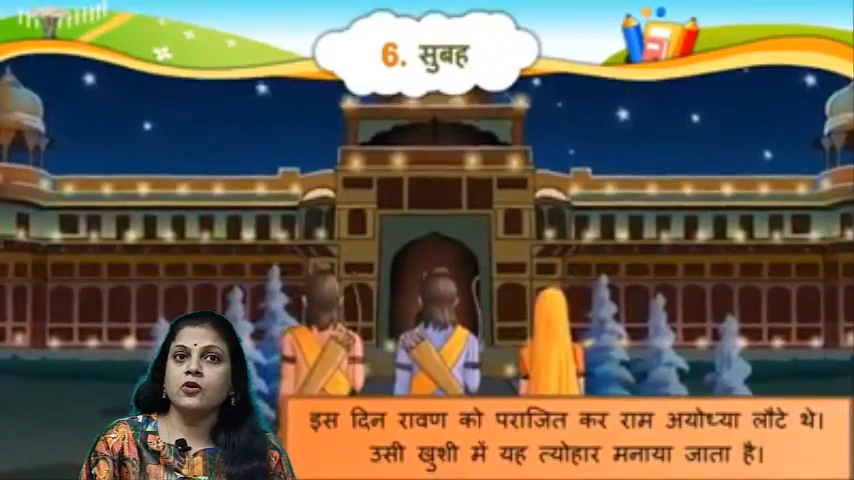 6. सुबह
इस दिन रावण को पराजित कर राम अयोध्या लौटे थे।
उसी खुशी में यह त्योहार मनाया जाता है।